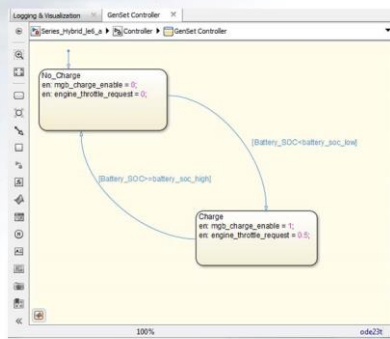 Logging & Visualization
GenSet Controller
Series_Hybrid_le6_a
Controller
GenSet Controller
No_Charge
en: mgb_charge_enable = 0;
en: engine_throttle_request = 0;
[Battery_SOC<battery_soc_low]
[Battery_SOC>=battery_soc_high]
Charge
en: mgb_charge_enable = 1;
en: engine_throttle_request = 0.5;
100%
ode23t